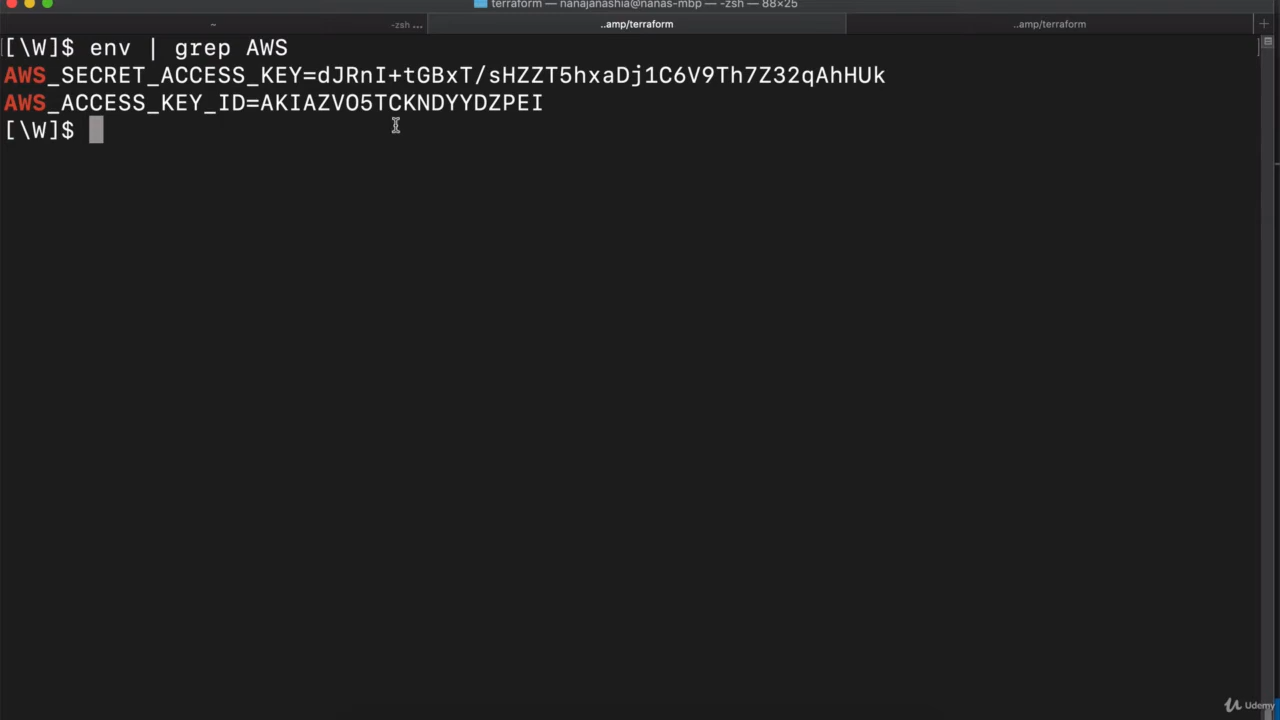 terraform — nanajanashia@nanas-mbp — -zsh — 88×25
~ -zsh ... ..amp/terraform ..amp/terraform +
[\W]$ env | grep AWS
AWS_SECRET_ACCESS_KEY=dJRnI+tGBxT/sHZZT5hxaDj1C6V9Th7Z32qAhHUk
AWS_ACCESS_KEY_ID=AKIAZVO5TCKNDYYDZPEI
[\W]$
Udemy